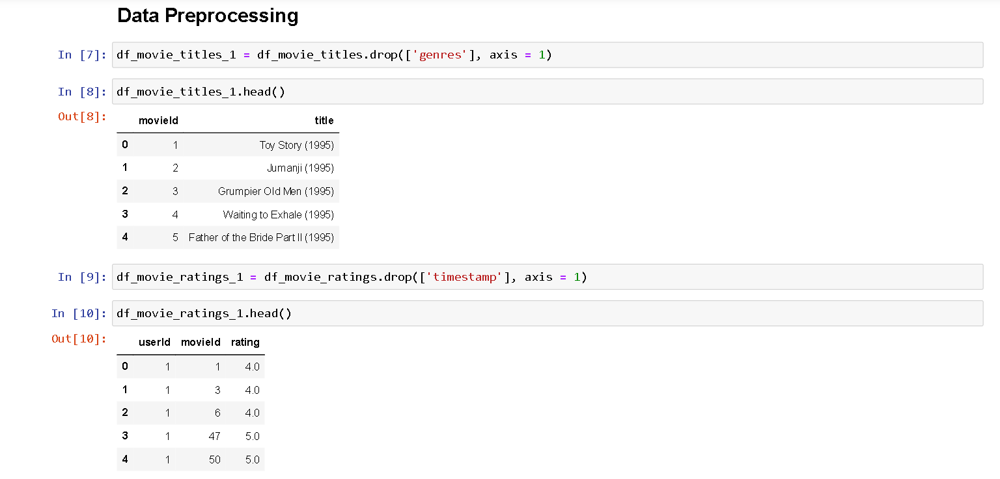 Data Preprocessing
In [7]: df_movie_titles_1 = df_movie_titles.drop(['genres'], axis = 1)
In [8]: df_movie_titles_1.head()
Out[8]:
movieId title
0 1 Toy Story (1995)
1 2 Jumanji (1995)
2 3 Grumpier Old Men (1995)
3 4 Waiting to Exhale (1995)
4 5 Father of the Bride Part II (1995)
In [9]: df_movie_ratings_1 = df_movie_ratings.drop(['timestamp'], axis = 1)
In [10]: df_movie_ratings_1.head()
Out[10]:
userId movieId rating
0 1 1 4.0
1 1 3 4.0
2 1 6 4.0
3 1 47 5.0
4 1 50 5.0